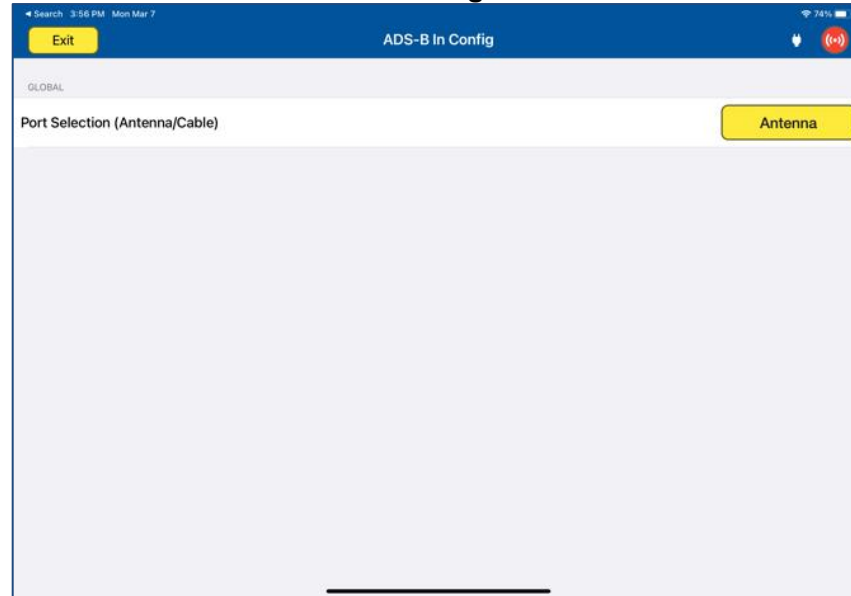 ◄ Search 3:56 PM Mon Mar 7 74%
Exit ADS-B In Config
GLOBAL
Port Selection (Antenna/Cable) Antenna